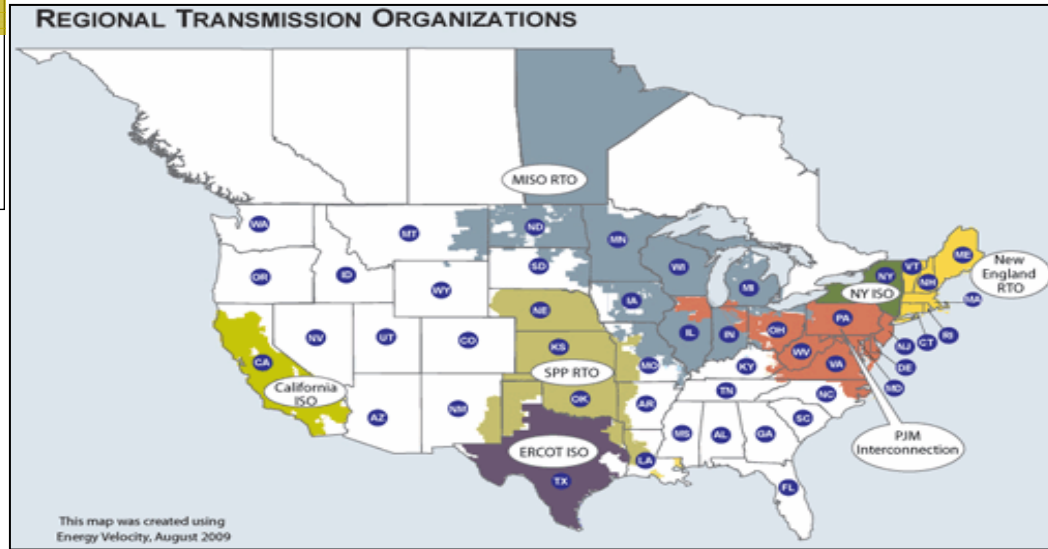 REGIONAL TRANSMISSION ORGANIZATIONS
MISO RTO
WA
MT
ND
MN
OR
ID
WY
SD
WI
MI
NY
VT
ME
NH
New
England
RTO
NY ISO
MA
NV
UT
CO
NE
IA
IL
IN
OH
PA
NJ
CT
RI
CA
KS
MO
KY
WV
VA
DE
MD
California
ISO
SPP RTO
AZ
NM
OK
AR
TN
NC
SC
ERCOT ISO
TX
LA
MS
AL
GA
FL
PJM
Interconnection
This map was created using
Energy Velocity, August 2009